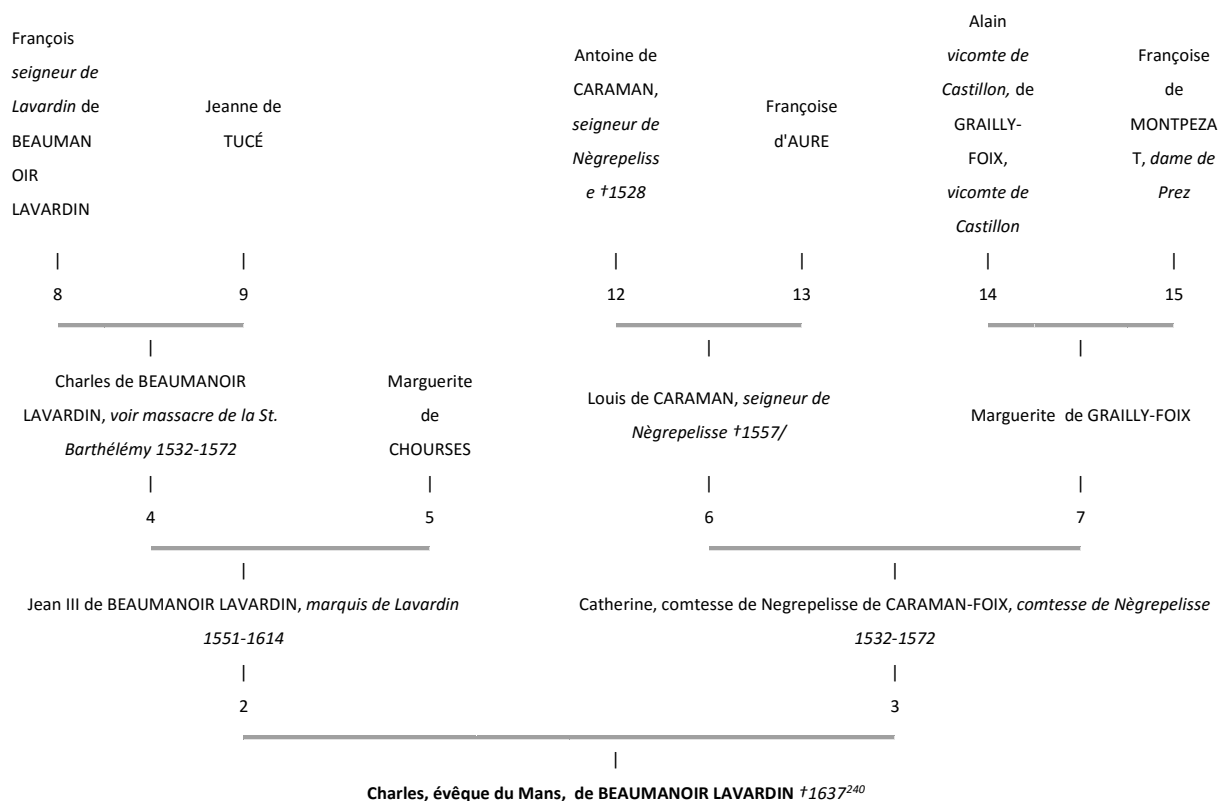 François
seigneur de
Lavardin de
BEAUMAN
OIR
LAVARDIN
Jeanne de
TUCÉ
Antoine de
CARAMAN,
seigneur de
Nègrepeliss
e †1528
Françoise
d'AURE
Alain
vicomte de
Castillon, de
GRAILLY-
FOIX,
vicomte de
Castillon
Françoise
de
MONTPEZA
T, dame de
Prez
| | | | | |
8 9 12 13 14 15
| | |
Charles de BEAUMANOIR
LAVARDIN, voir massacre de la St.
Barthélémy 1532-1572
Marguerite
de
CHOURSES
Louis de CARAMAN, seigneur de
Nègrepelisse †1557/
Marguerite de GRAILLY-FOIX
| | | |
4 5 6 7
| |
Jean III de BEAUMANOIR LAVARDIN, marquis de Lavardin
1551-1614
Catherine, comtesse de Negrepelisse de CARAMAN-FOIX, comtesse de Nègrepelisse
1532-1572
| |
2 3
|
Charles, évêque du Mans, de BEAUMANOIR LAVARDIN †1637240